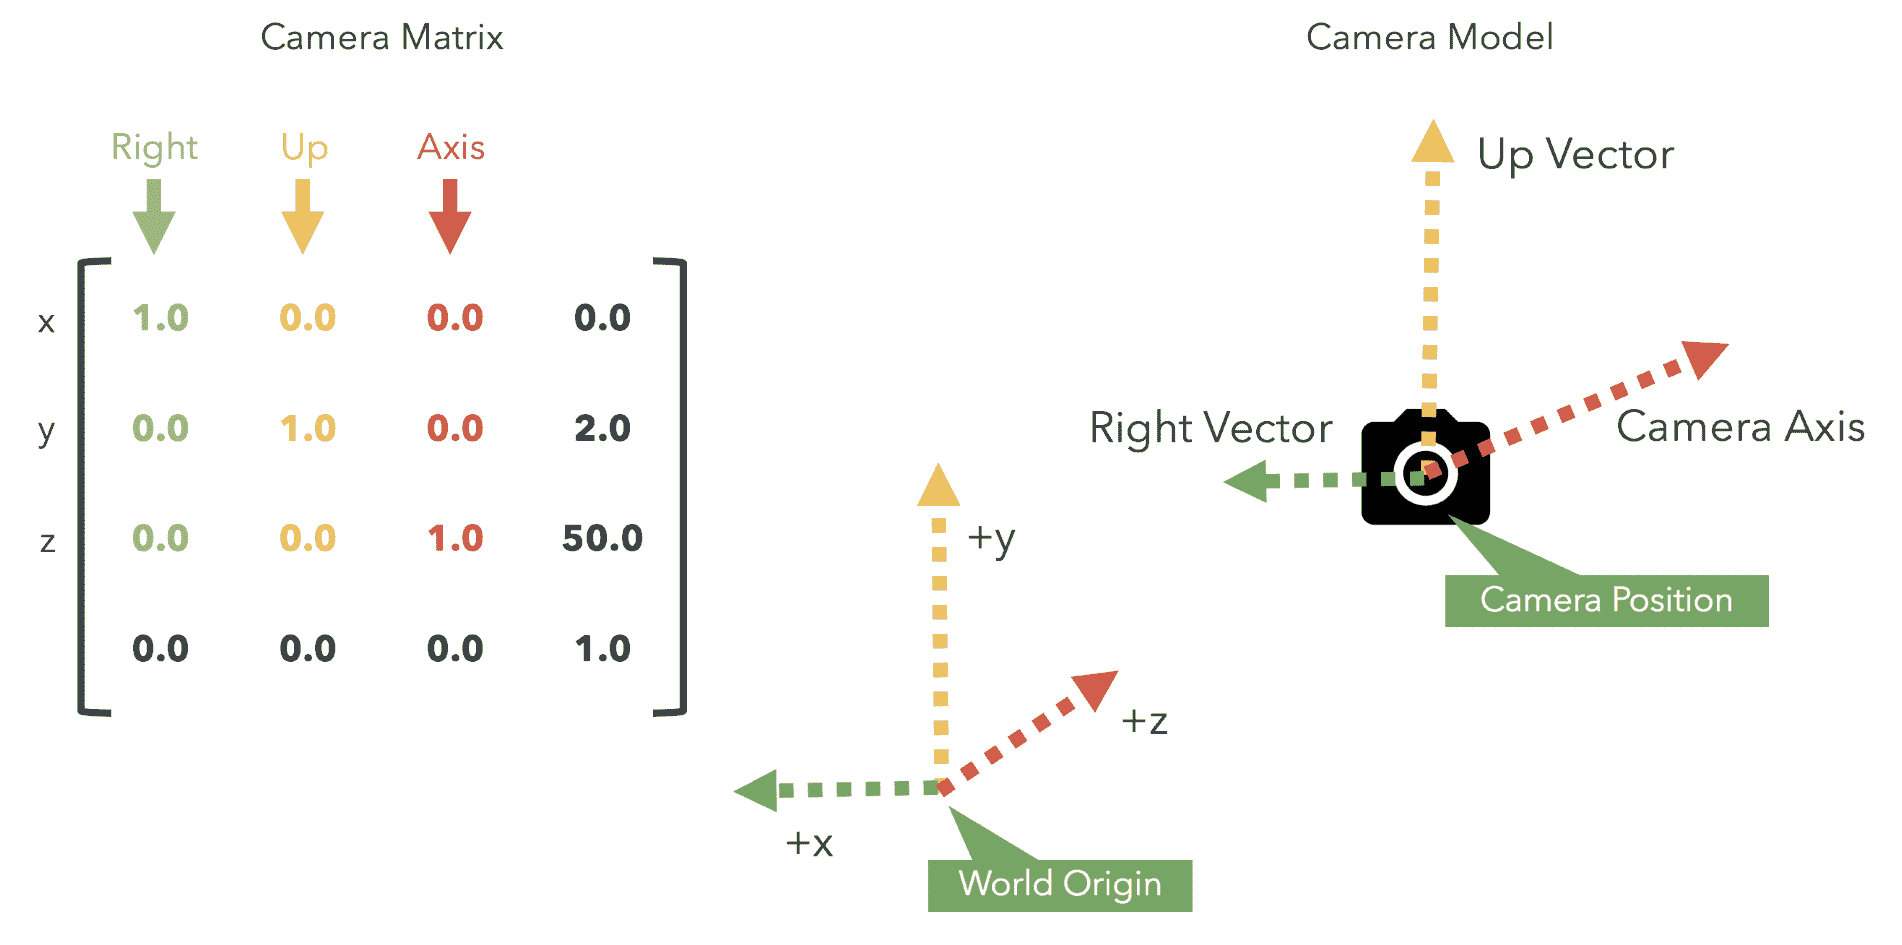 Camera Matrix
Camera Model
Right Up Axis
x 1.0 0.0 0.0 0.0
y 0.0 1.0 0.0 2.0
z 0.0 0.0 1.0 50.0
0.0 0.0 0.0 1.0
Up Vector
Right Vector
Camera Axis
Camera Position
+y
+z
+x
World Origin